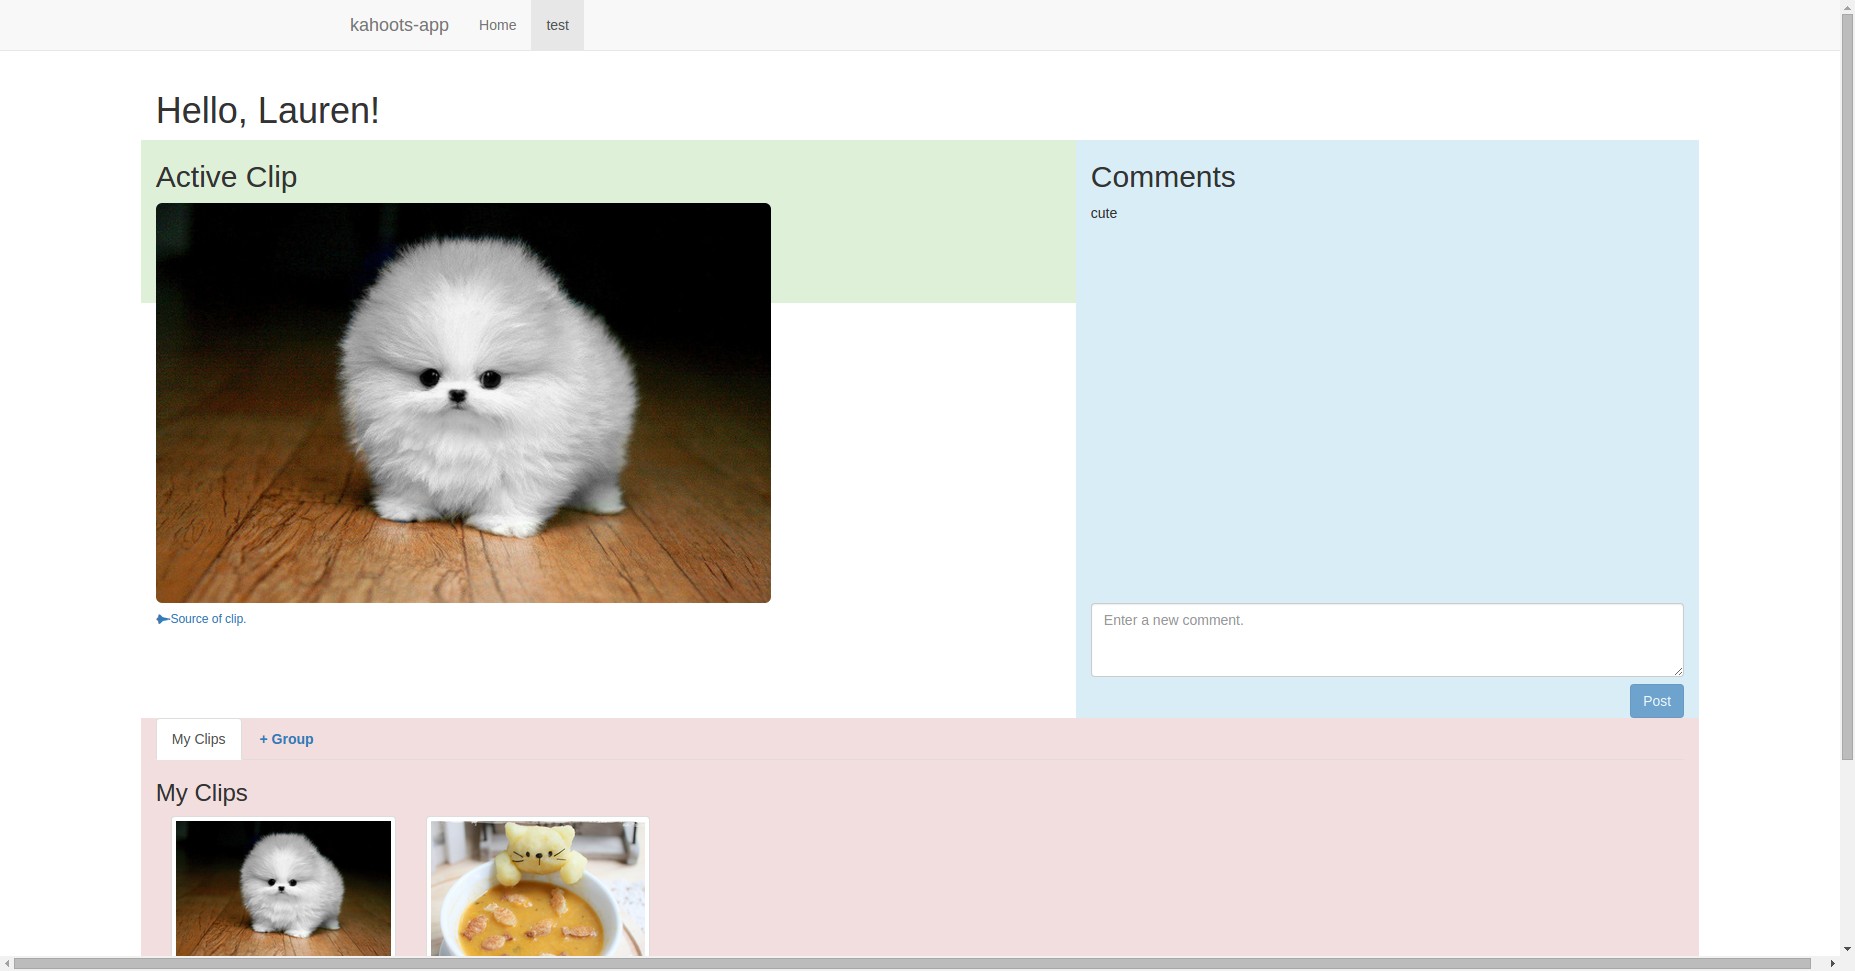 kahoots-app Home test
Hello, Lauren!
Active Clip
Source of clip.
Comments
cute
Enter a new comment.
Post
My Clips + Group
My Clips